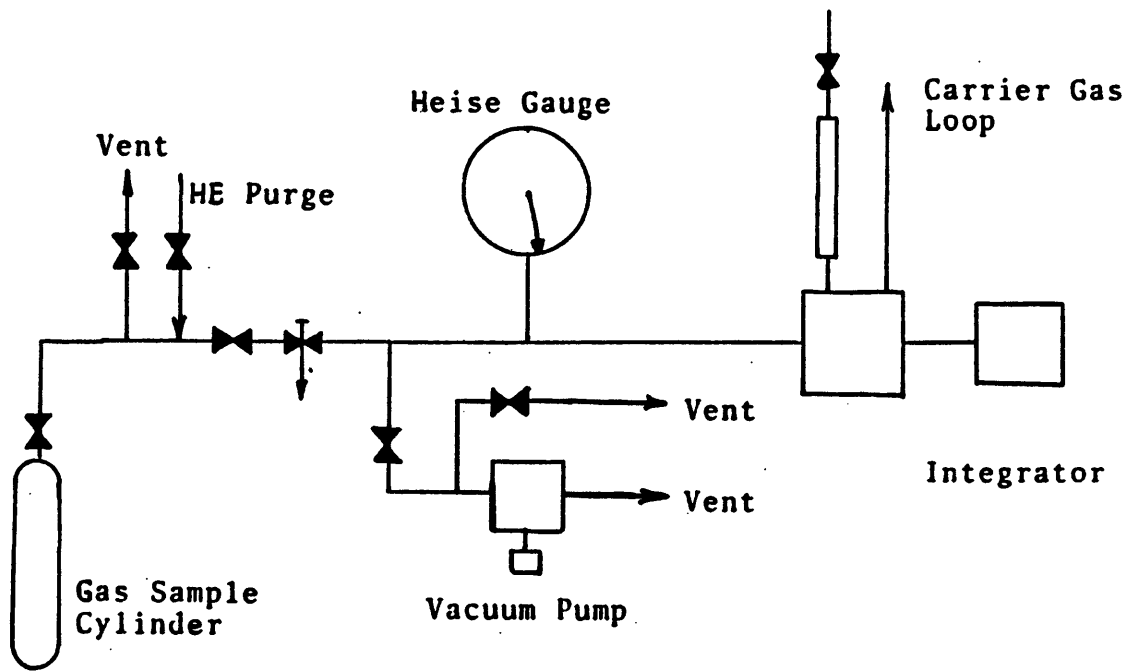 Heise Gauge
Carrier Gas
Loop
Vent
HE Purge
Vent
Vent
Integrator
Gas Sample
Cylinder
Vacuum Pump